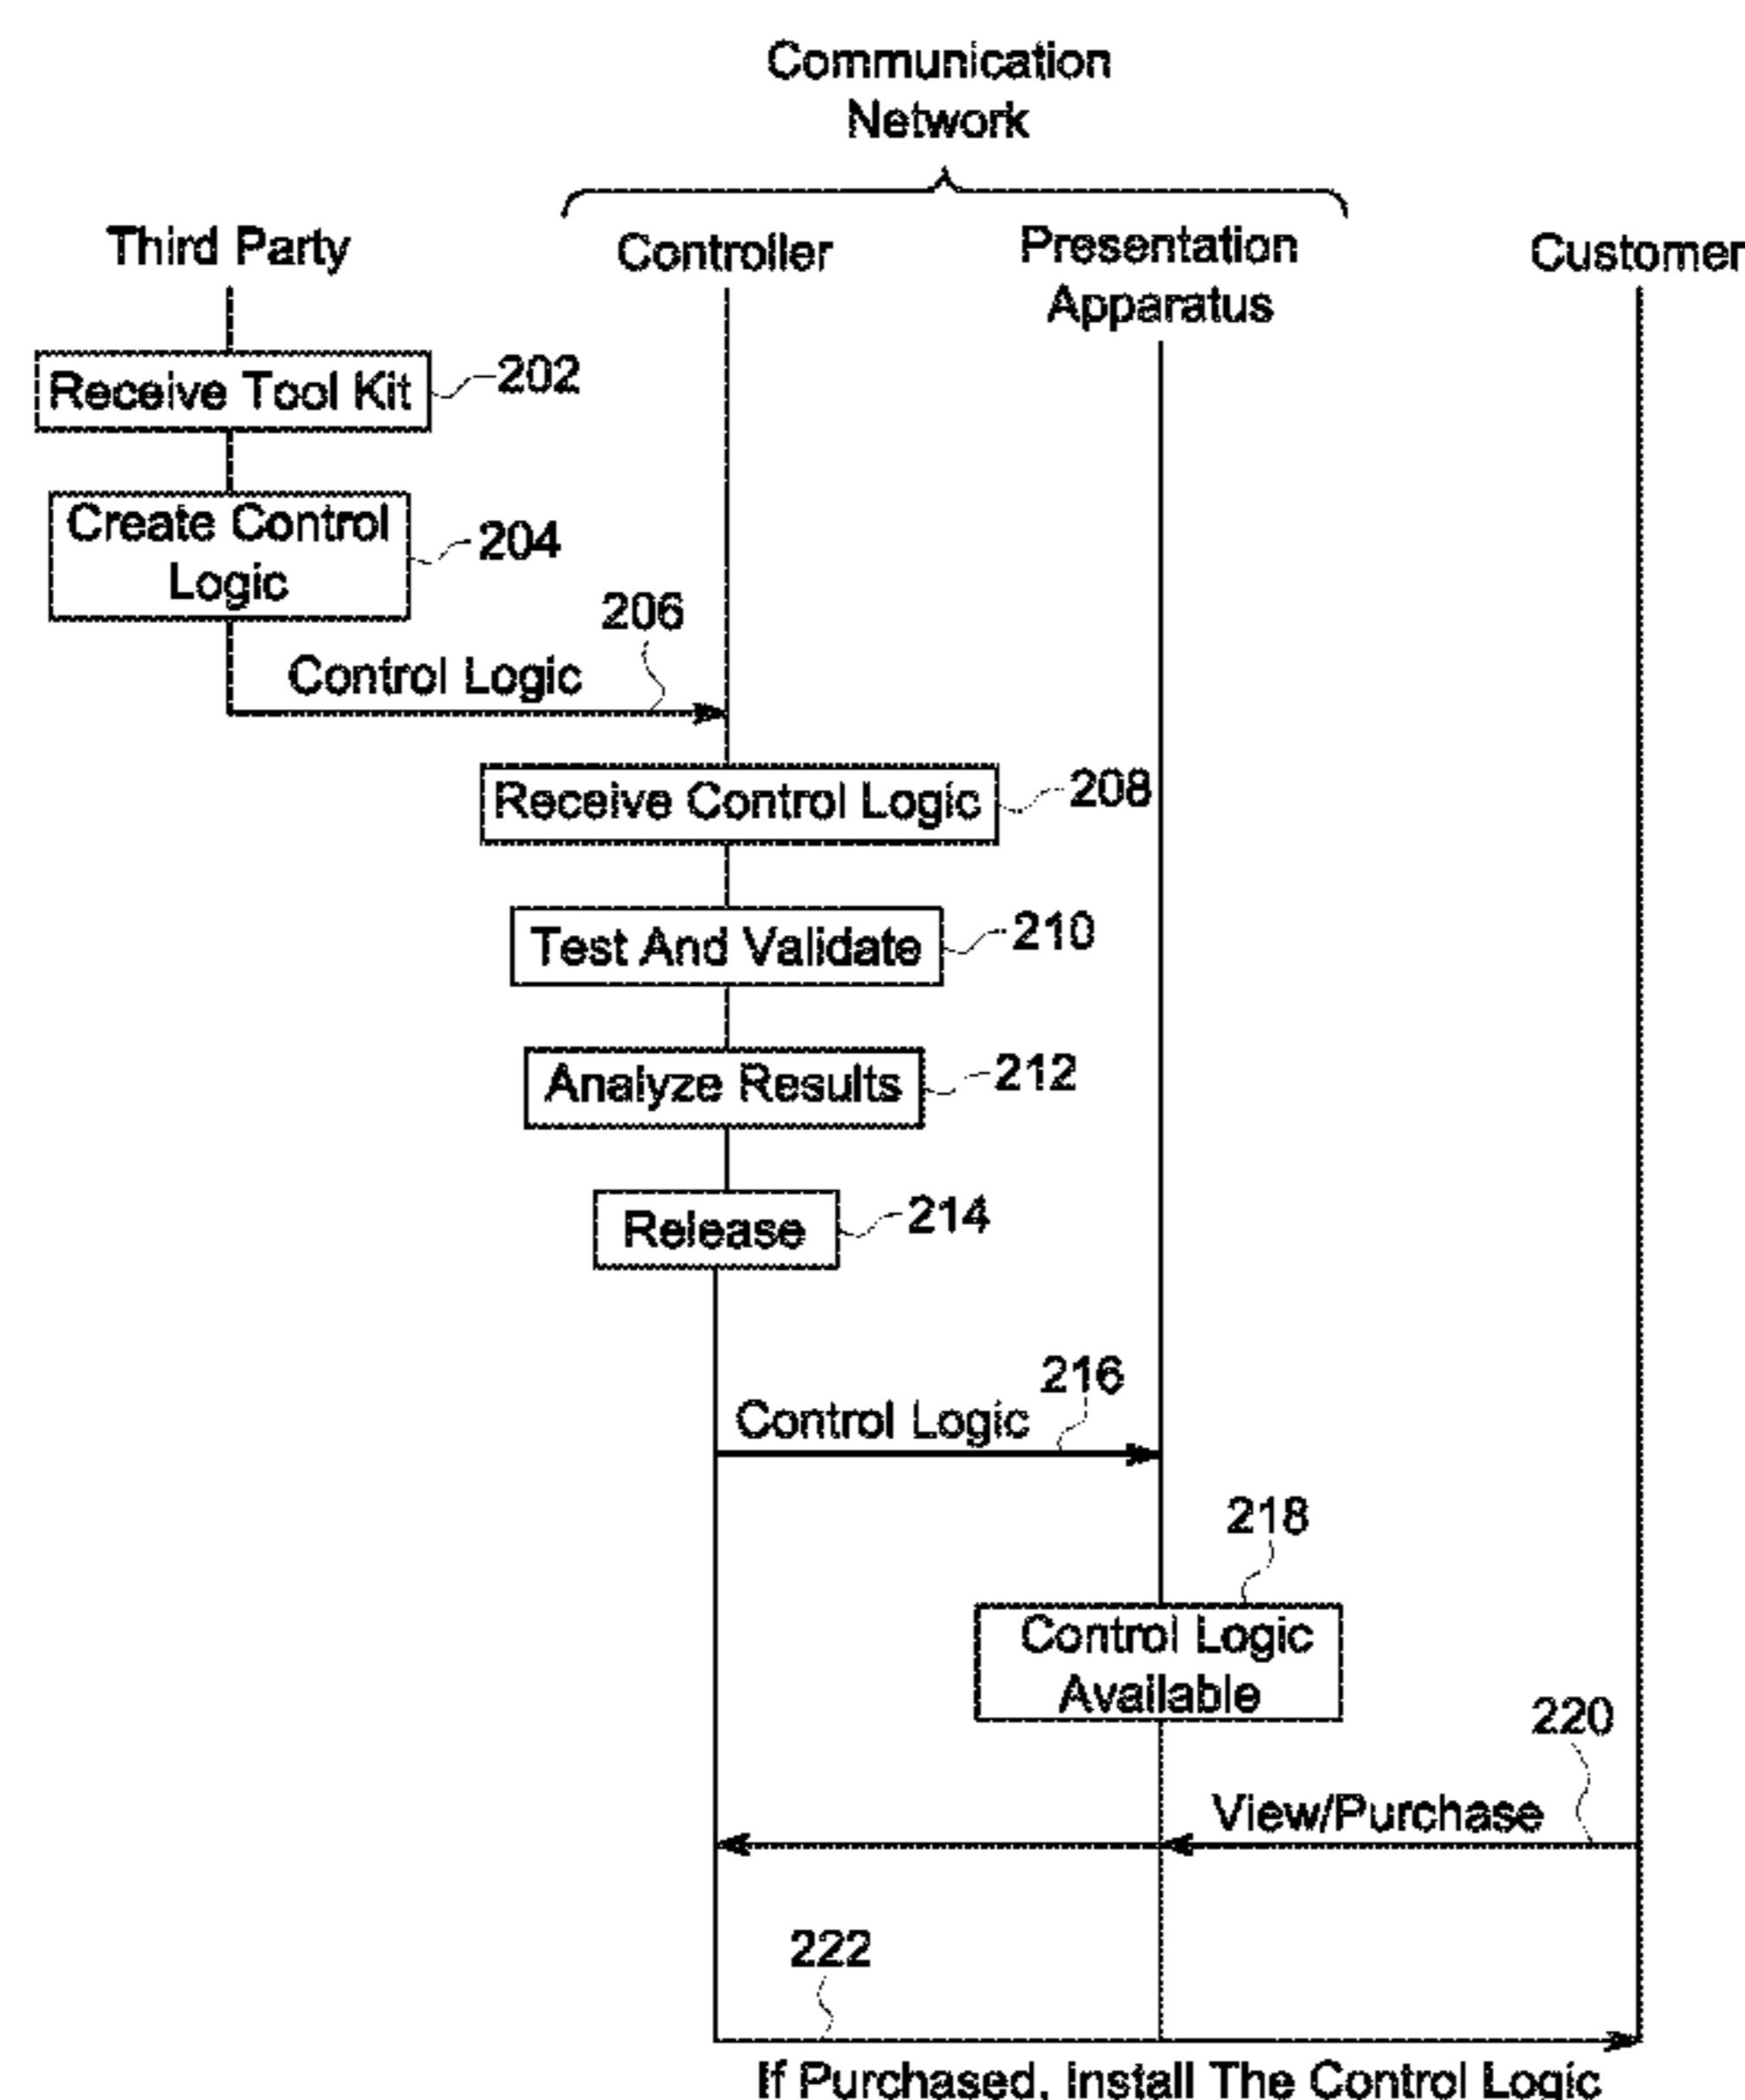 Communication
Network
Third Party
Controller
Presentation
Apparatus
Customer
Receive Tool Kit
202
Create Control
Logic
204
206
Control Logic
Receive Control Logic
208
Test And Validate
210
Analyze Results
212
Release
214
216
Control Logic
218
Control Logic
Available
220
View/Purchase
222
If Purchased, Install The Control Logic